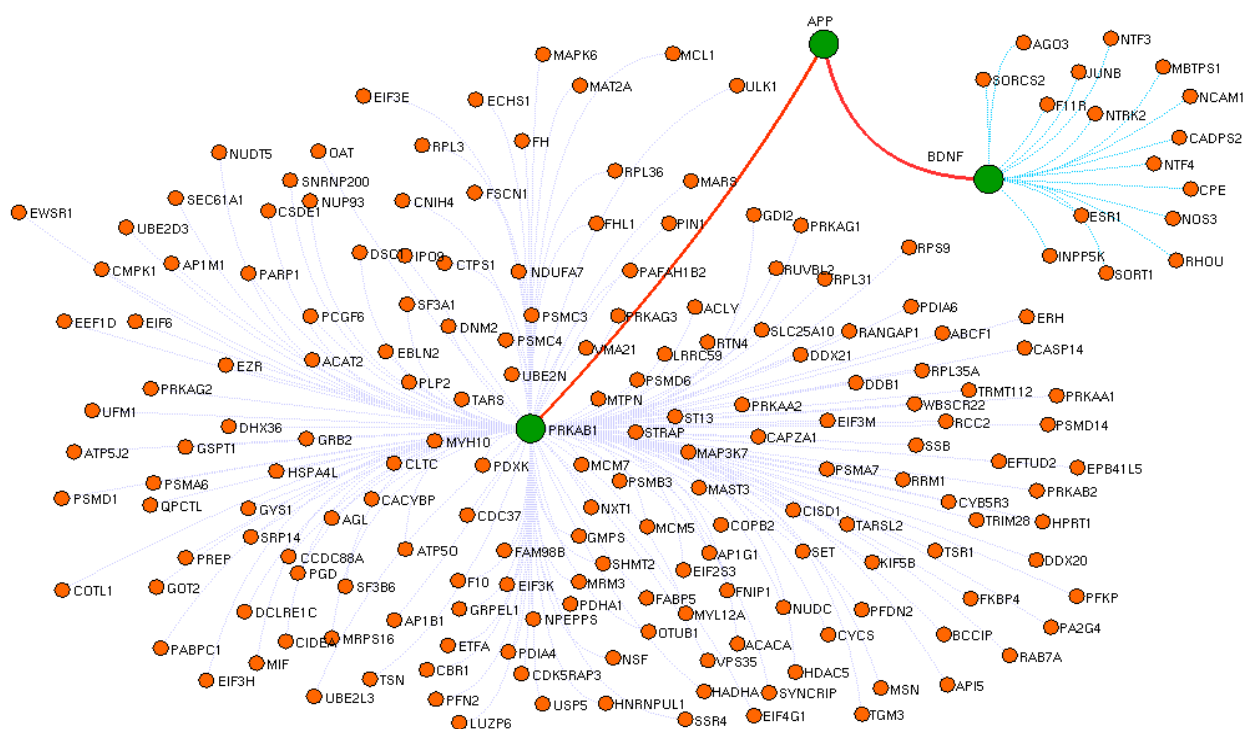 APP
AGO3
NTF3
MAPK6
MCL1
SORCS2
JUNB
MBTPS1
MAT2A
ULK1
EIF3E
ECHS1
F11R
NCAM1
NTRK2
FH
RPL3
CADPS2
NUDT5
OAT
BDNF
NTF4
RPL36
SNRNP200
MARS
CPE
SEC61A1
NUP93
CNIH4
FSCN1
EWSR1
CSDE1
GDI2
ESR1
NOS3
UBE2D3
FHL1
PIN1
PRKAG1
RPS9
DSC1
IPO9
INPP5K
RHOU
CMPK1
AP1M1
PARP1
CTPS1
NDUFA7
PAFAH1B2
RUVBL2
RPL31
SORT1
SF3A1
ACLY
PDIA6
EEF1D
EIF6
PCGF6
PSMC3
PRKAG3
ERH
DNM2
SLC25A10
RANGAP1
ABCF1
PSMC4
VMA21
RTN4
CASP14
EZR
ACAT2
EBLN2
LRRC59
DDX21
UBE2N
RPL35A
PRKAG2
PLP2
PSMD6
DDB1
TRMT112
PRKAA1
UFM1
TARS
MTPN
PRKAA2
WBSCR22
DHX36
PRKAB1
ST13
EIF3M
RCC2
PSMD14
STRAP
ATP5J2
GSPT1
GRB2
MYH10
CAPZA1
SSB
MAP3K7
HSPA4L
CLTC
PDXK
MCM7
PSMA7
EFTUD2
EPB41L5
PSMA6
PSMB3
RRM1
PSMD1
QPCTL
CACYBP
MAST3
PRKAB2
GYS1
AGL
CDC37
NXT1
CISD1
CYB5R3
SRP14
GMPS
MCM5
COPB2
TARSL2
TRIM28
HPRT1
PREP
CCDC88A
ATP5O
FAM98B
SHMT2
AP1G1
SET
KIF5B
TSR1
DDX20
COTL1
GOT2
PGD
SF3B6
F10
EIF3K
MRM3
EIF2S3
DCLRE1C
GRPEL1
PDHA1
FABP5
FNIP1
NUDC
PFDN2
FKBP4
PFKP
AP1B1
NPEPPS
MYL12A
PABPC1
CIDEA
MRPS16
ETFA
OTUB1
ACACA
CYCS
BCCIP
PA2G4
EIF3H
MIF
PDIA4
NSF
VPS35
RAB7A
UBE2L3
TSN
CBR1
CDK5RAP3
HDAC5
PFN2
USP5
HNRNPUL1
HADHA
SYNCRIP
MSN
API5
LUZP6
SSR4
EIF4G1
TGM3